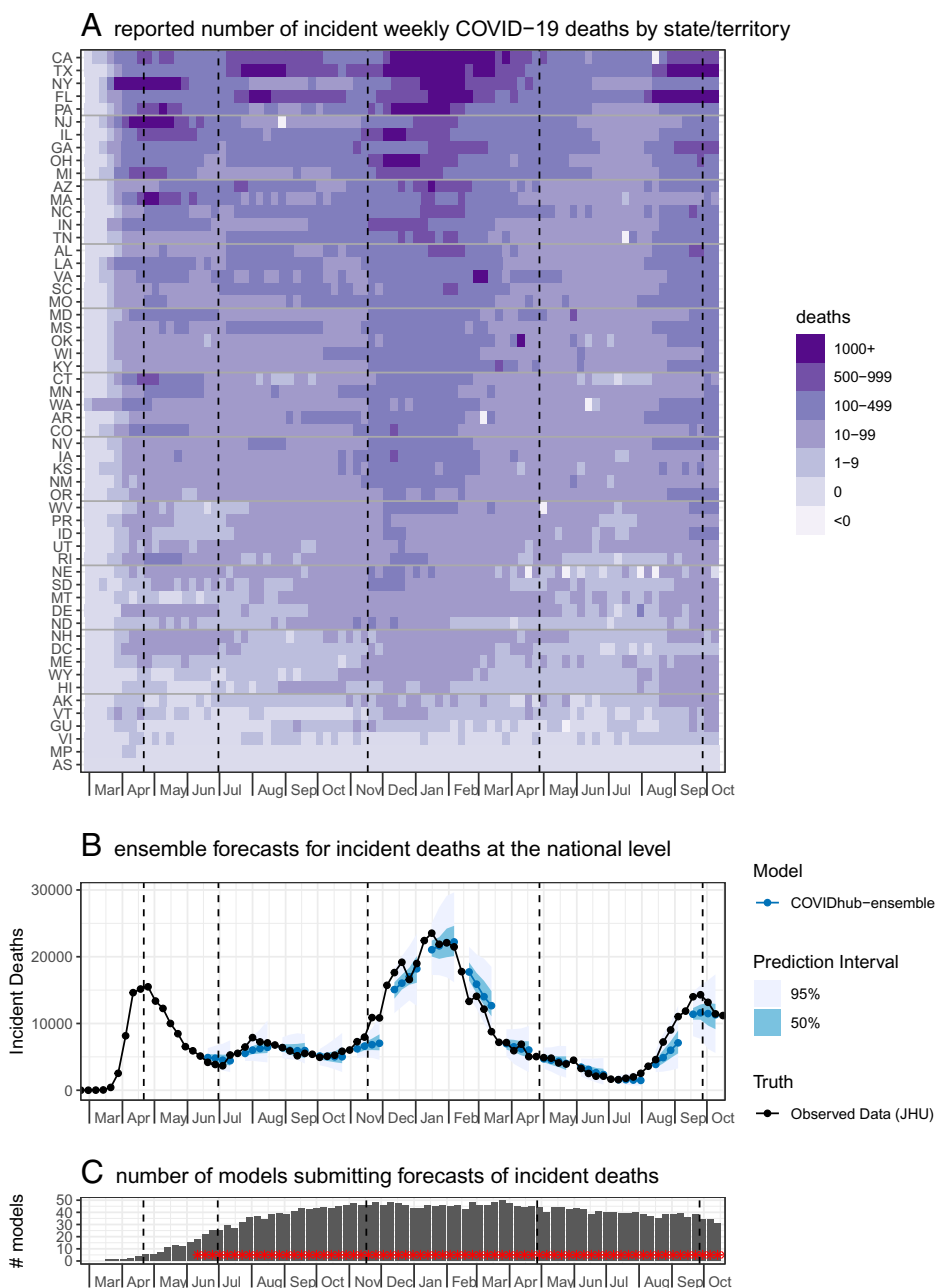 A reported number of incident weekly COVID−19 deaths by state/territory
CA
TX
NY
FL
PA
NJ
IL
GA
OH
MI
AZ
MA
NC
IN
TN
AL
LA
VA
SC
MO
MD
MS
OK
WI
KY
CT
MN
WA
AR
CO
NV
IA
KS
NM
OR
WV
PR
ID
UT
RI
NE
SD
MT
DE
ND
NH
DC
ME
WY
HI
AK
VT
GU
VI
MP
AS
Mar Apr May Jun Jul Aug Sep Oct Nov Dec Jan Feb Mar Apr May Jun Jul Aug Sep Oct
deaths
1000+
500−999
100−499
10−99
1−9
0
<0
B ensemble forecasts for incident deaths at the national level
Incident Deaths
30000
20000
10000
0
Mar Apr May Jun Jul Aug Sep Oct Nov Dec Jan Feb Mar Apr May Jun Jul Aug Sep Oct
Model
COVIDhub−ensemble
Prediction Interval
95%
50%
Truth
Observed Data (JHU)
C number of models submitting forecasts of incident deaths
# models
50
40
30
20
10
0
Mar Apr May Jun Jul Aug Sep Oct Nov Dec Jan Feb Mar Apr May Jun Jul Aug Sep Oct